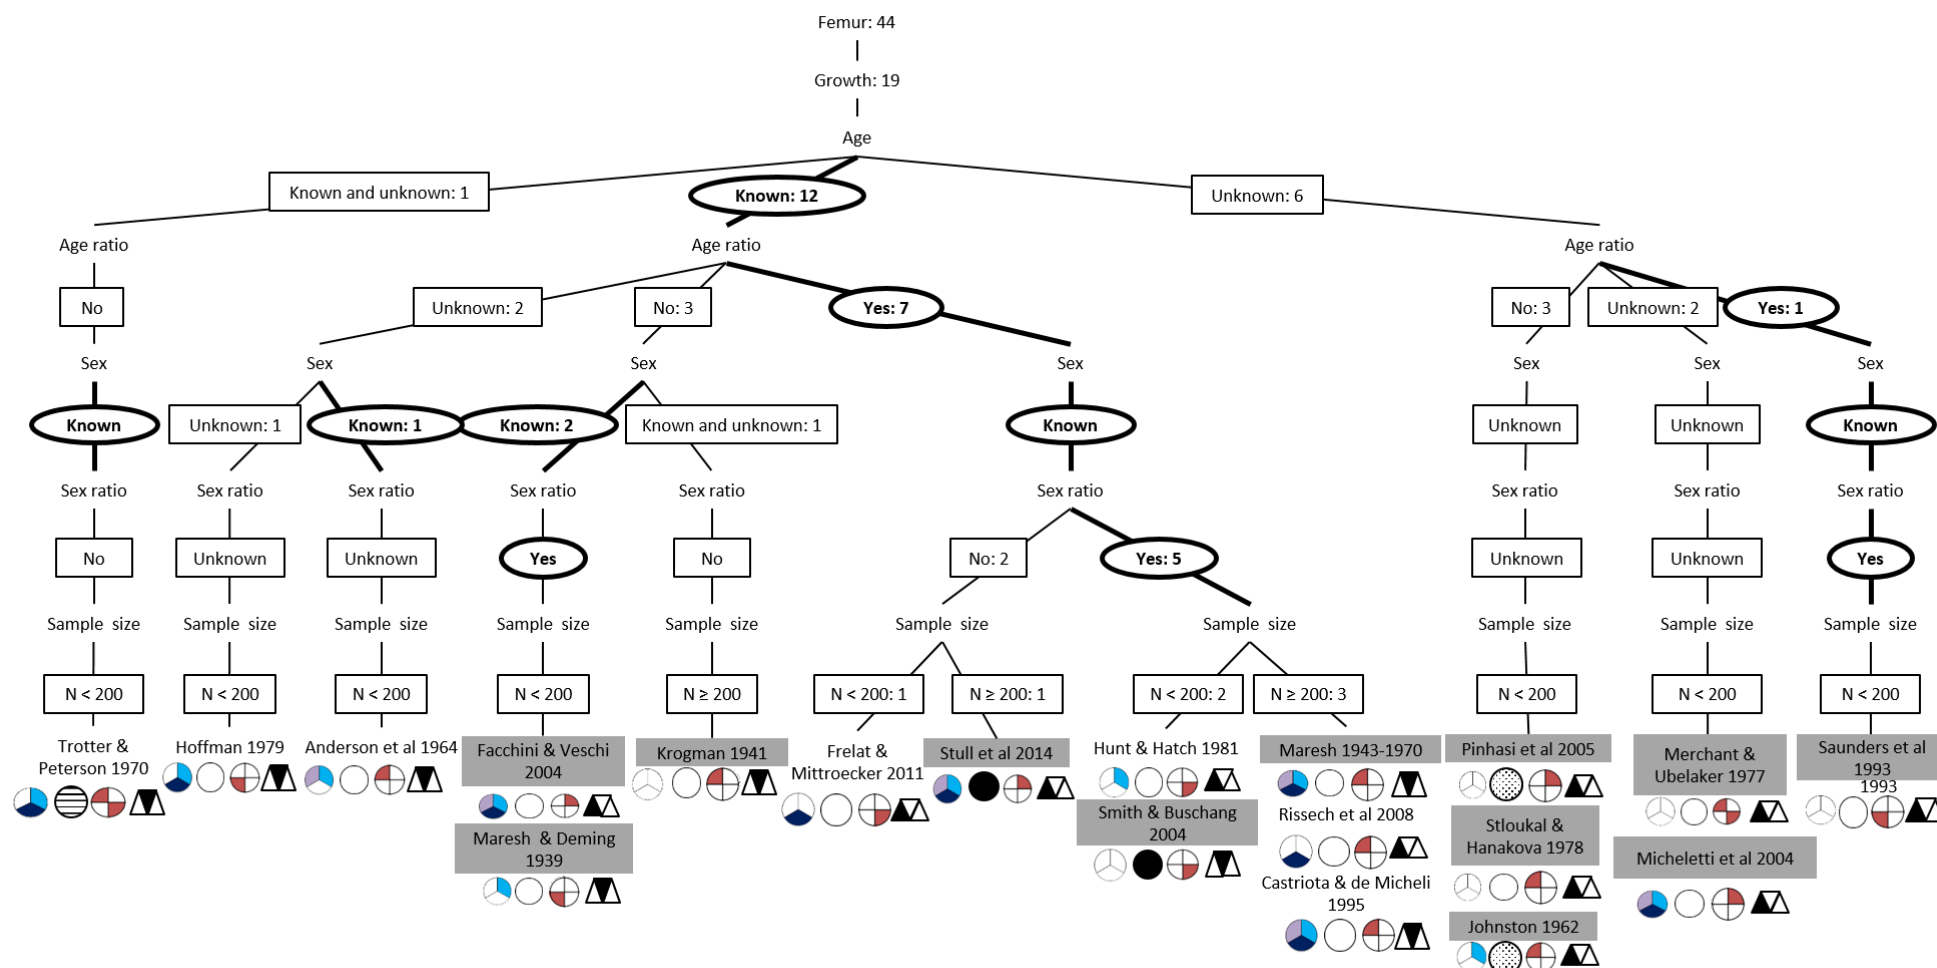 Femur: 44
Growth: 19
Age
Known and unknown: 1
Known: 12
Unknown: 6
Age ratio
Age ratio
Age ratio
No
Unknown: 2
No: 3
Yes: 7
No: 3
Unknown: 2
Yes: 1
Sex
Sex
Sex
Sex
Sex
Sex
Sex
Known
Unknown: 1
Known: 1
Known: 2
Known and unknown: 1
Known
Unknown
Unknown
Known
Sex ratio
Sex ratio
Sex ratio
Sex ratio
Sex ratio
Sex ratio
Sex ratio
Sex ratio
Sex ratio
No
Unknown
Unknown
Yes
No
No: 2
Yes: 5
Unknown
Unknown
Yes
Sample size
Sample size
Sample size
Sample size
Sample size
Sample size
Sample size
Sample size
Sample size
Sample size
N < 200
N < 200
N < 200
N < 200
N ≥ 200
N < 200: 1
N ≥ 200: 1
N < 200: 2
N ≥ 200: 3
N < 200
N < 200
N < 200
Trotter &
Peterson 1970
Hoffman 1979
Anderson et al 1964
Facchini & Veschi
2004
Maresh & Deming
1939
Krogman 1941
Frelat &
Mittroecker 2011
Stull et al 2014
Hunt & Hatch 1981
Smith & Buschang
2004
Maresh 1943-1970
Rissech et al 2008
Castriota & de Micheli
1995
Pinhasi et al 2005
Stloukal &
Hanakova 1978
Johnston 1962
Merchant &
Ubelaker 1977
Micheletti et al 2004
Saunders et al
1993
1993